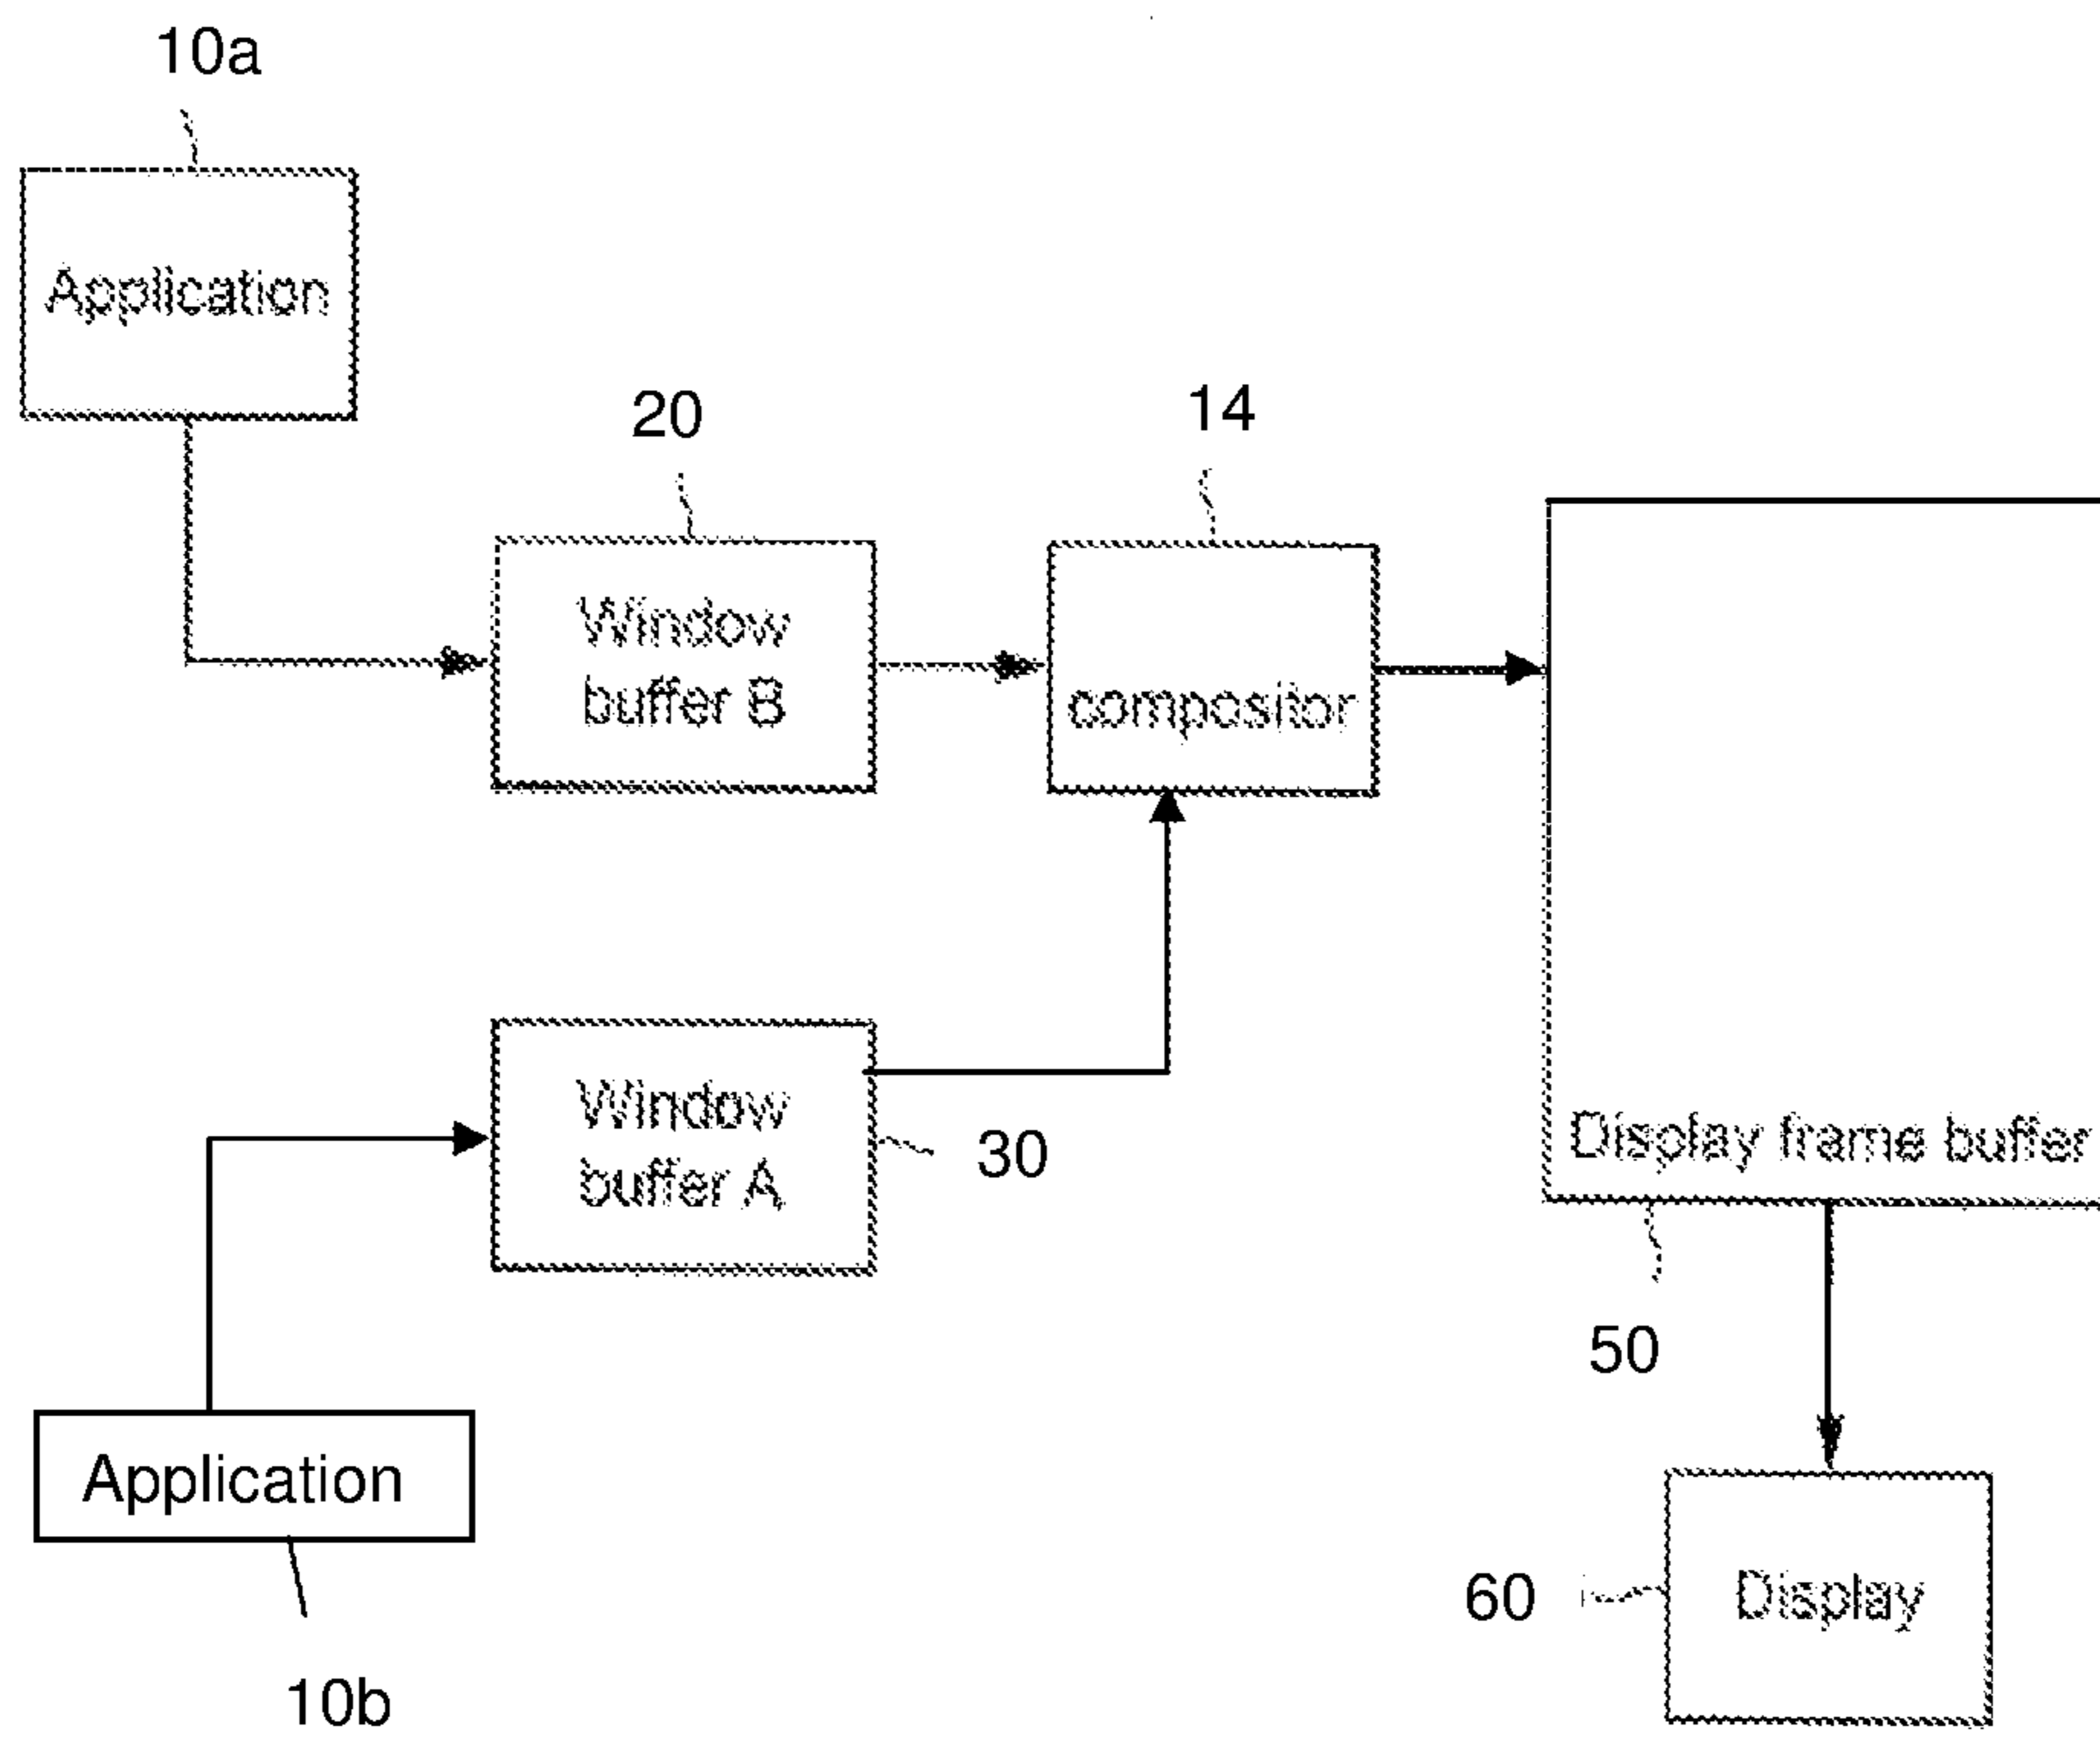 10a
Application
20
14
Window
buffer B
compositor
Window
buffer A
30
Display frame buffer
50
Application
60
Display
10b